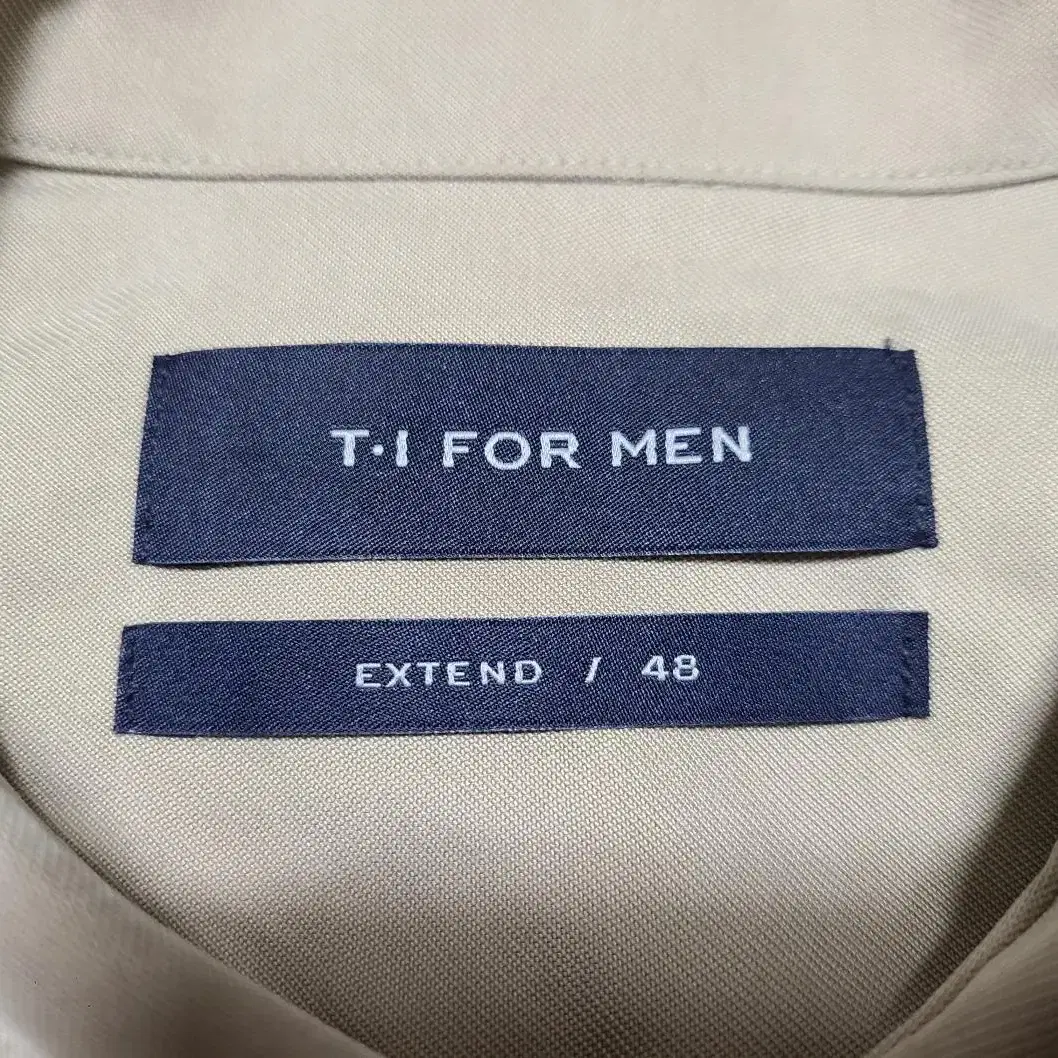 T·I FOR MEN
EXTEND / 48